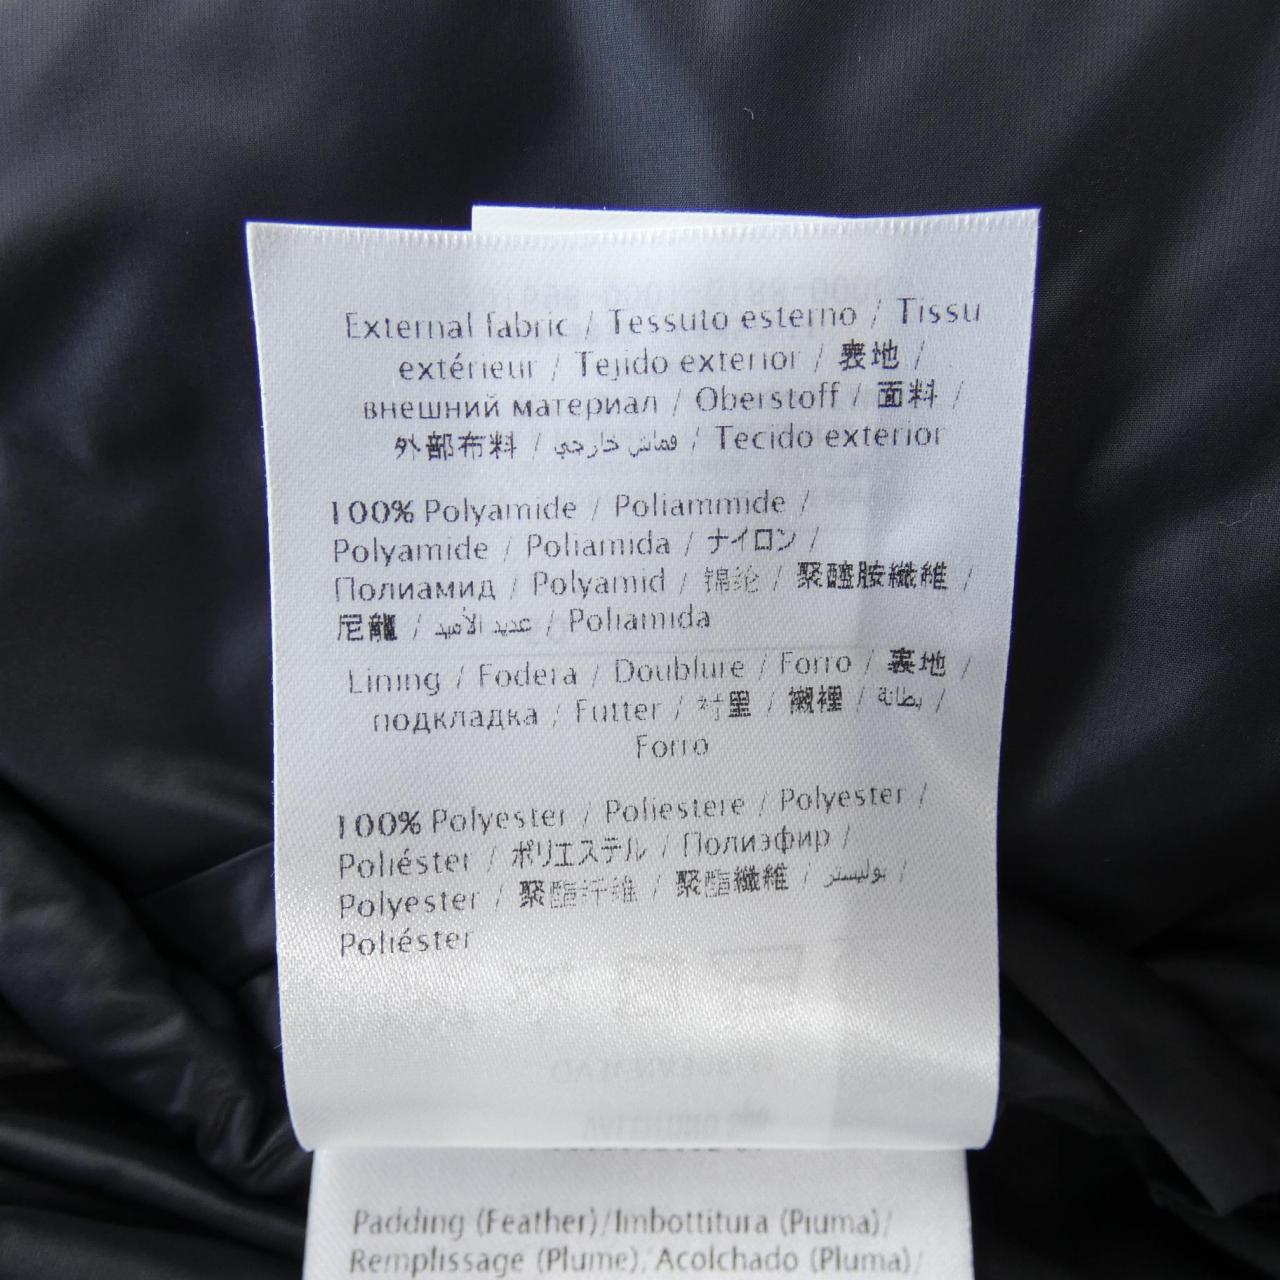 External fabric / Tessuto esterno / Tissu
extérieur / Tejido exterior / 表地 /
внешний материал / Oberstoff / 面料 /
外部布料 / قماش خارجي / Tecido exterior
100% Polyamide / Poliammide /
Polyamide / Poliamida / ナイロン /
Полиамид / Polyamid / 锦纶 / 聚醯胺纖維 /
尼龍 / عديد الأميد / Poliamida
Lining / Fodera / Doublure / Forro / 裏地 /
подкладка / Futter / 衬里 / 襯裡 / بطانة /
Forro
100% Polyester / Poliestere / Polyester /
Poliéster / ポリエステル / Полиэфир /
Polyester / 聚酯纤维 / 聚酯纖維 / بوليستر /
Poliéster
Padding (Feather)/Imbottitura (Piuma)/
Remplissage (Plume)/Acolchado (Pluma)/